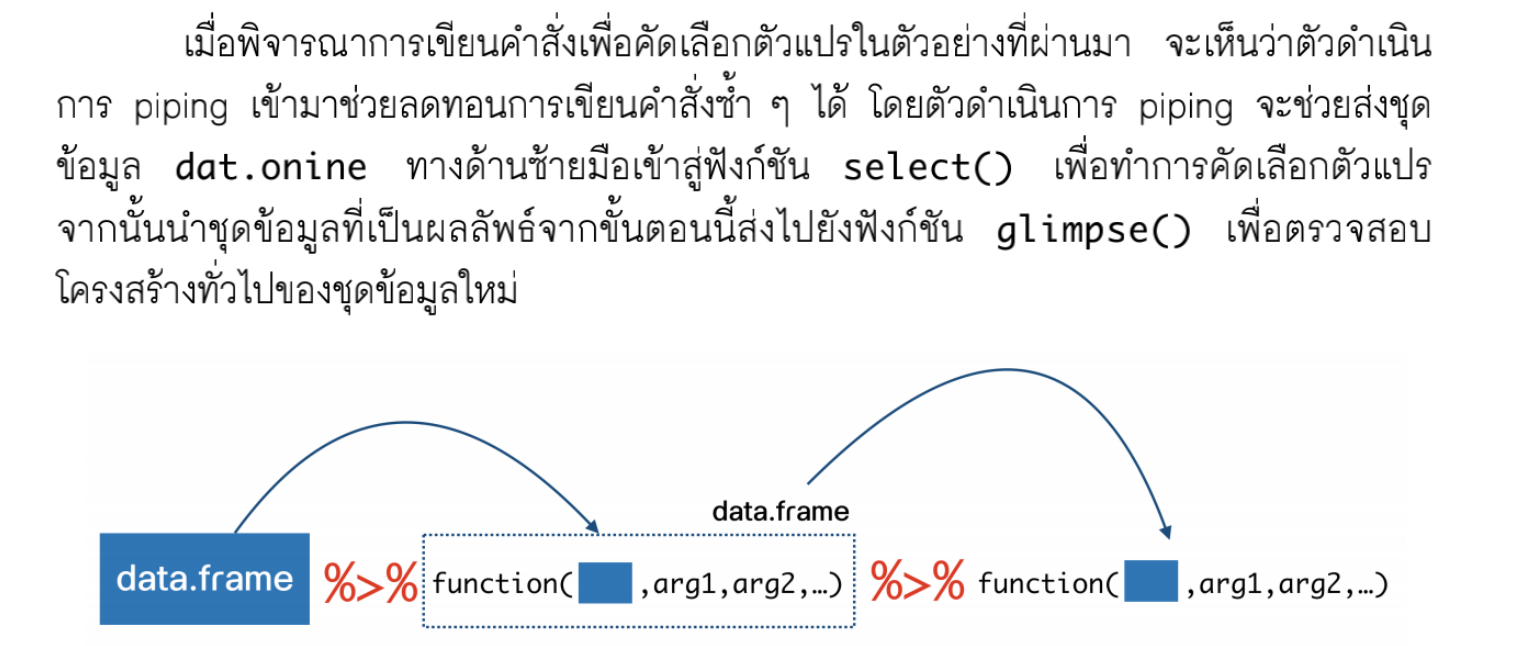 เมื่อพิจารณาการเขียนคำสั่งเพื่อคัดเลือกตัวแปรในตัวอย่างที่ผ่านมา จะเห็นว่าตัวดำเนิน
การ piping เข้ามาช่วยลดทอนการเขียนคำสั่งซ้ำ ๆ ได้ โดยตัวดำเนินการ piping จะช่วยส่งชุด
ข้อมูล dat.onine ทางด้านซ้ายมือเข้าสู่ฟังก์ชัน select() เพื่อทำการคัดเลือกตัวแปร
จากนั้นนำชุดข้อมูลที่เป็นผลลัพธ์จากขั้นตอนนี้ส่งไปยังฟังก์ชัน glimpse() เพื่อตรวจสอบ
โครงสร้างทั่วไปของชุดข้อมูลใหม่
data.frame
data.frame %>% function( ,arg1,arg2,…) %>% function( ,arg1,arg2,…)